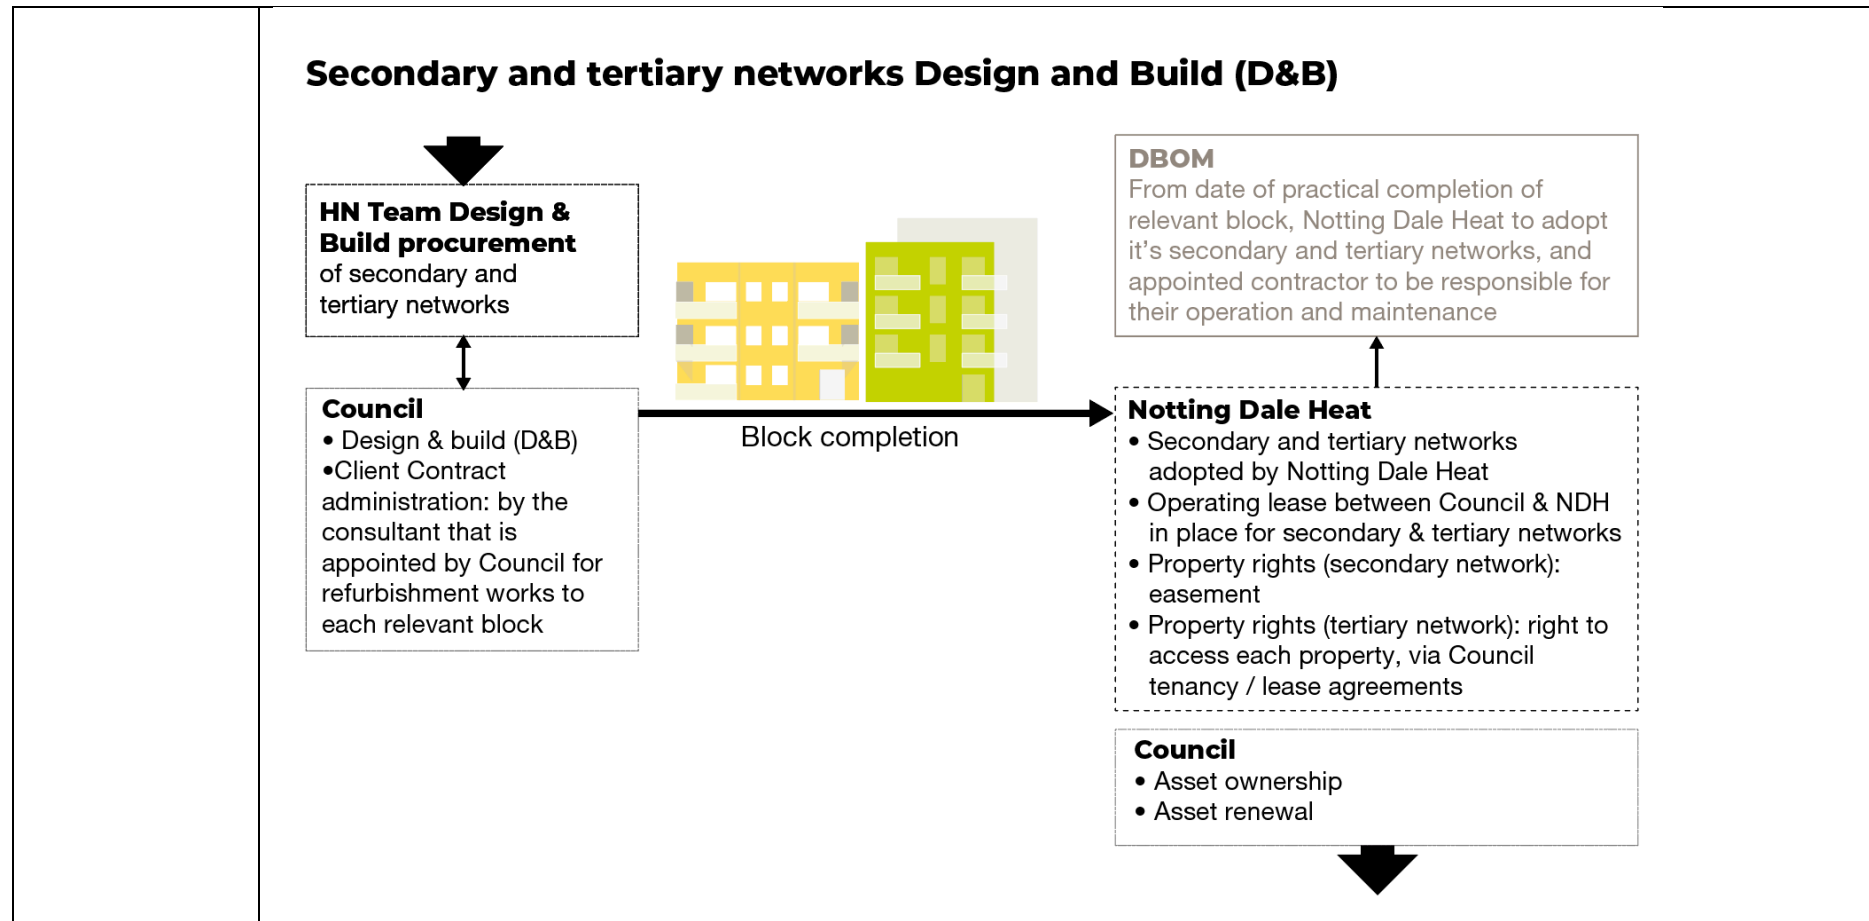 Secondary and tertiary networks Design and Build (D&B)
HN Team Design &
Build procurement
of secondary and
tertiary networks
Council
• Design & build (D&B)
•Client Contract
administration: by the
consultant that is
appointed by Council for
refurbishment works to
each relevant block
Block completion
DBOM
From date of practical completion of
relevant block, Notting Dale Heat to adopt
it’s secondary and tertiary networks, and
appointed contractor to be responsible for
their operation and maintenance
Notting Dale Heat
• Secondary and tertiary networks
adopted by Notting Dale Heat
• Operating lease between Council & NDH
in place for secondary & tertiary networks
• Property rights (secondary network):
easement
• Property rights (tertiary network): right to
access each property, via Council
tenancy / lease agreements
Council
• Asset ownership
• Asset renewal